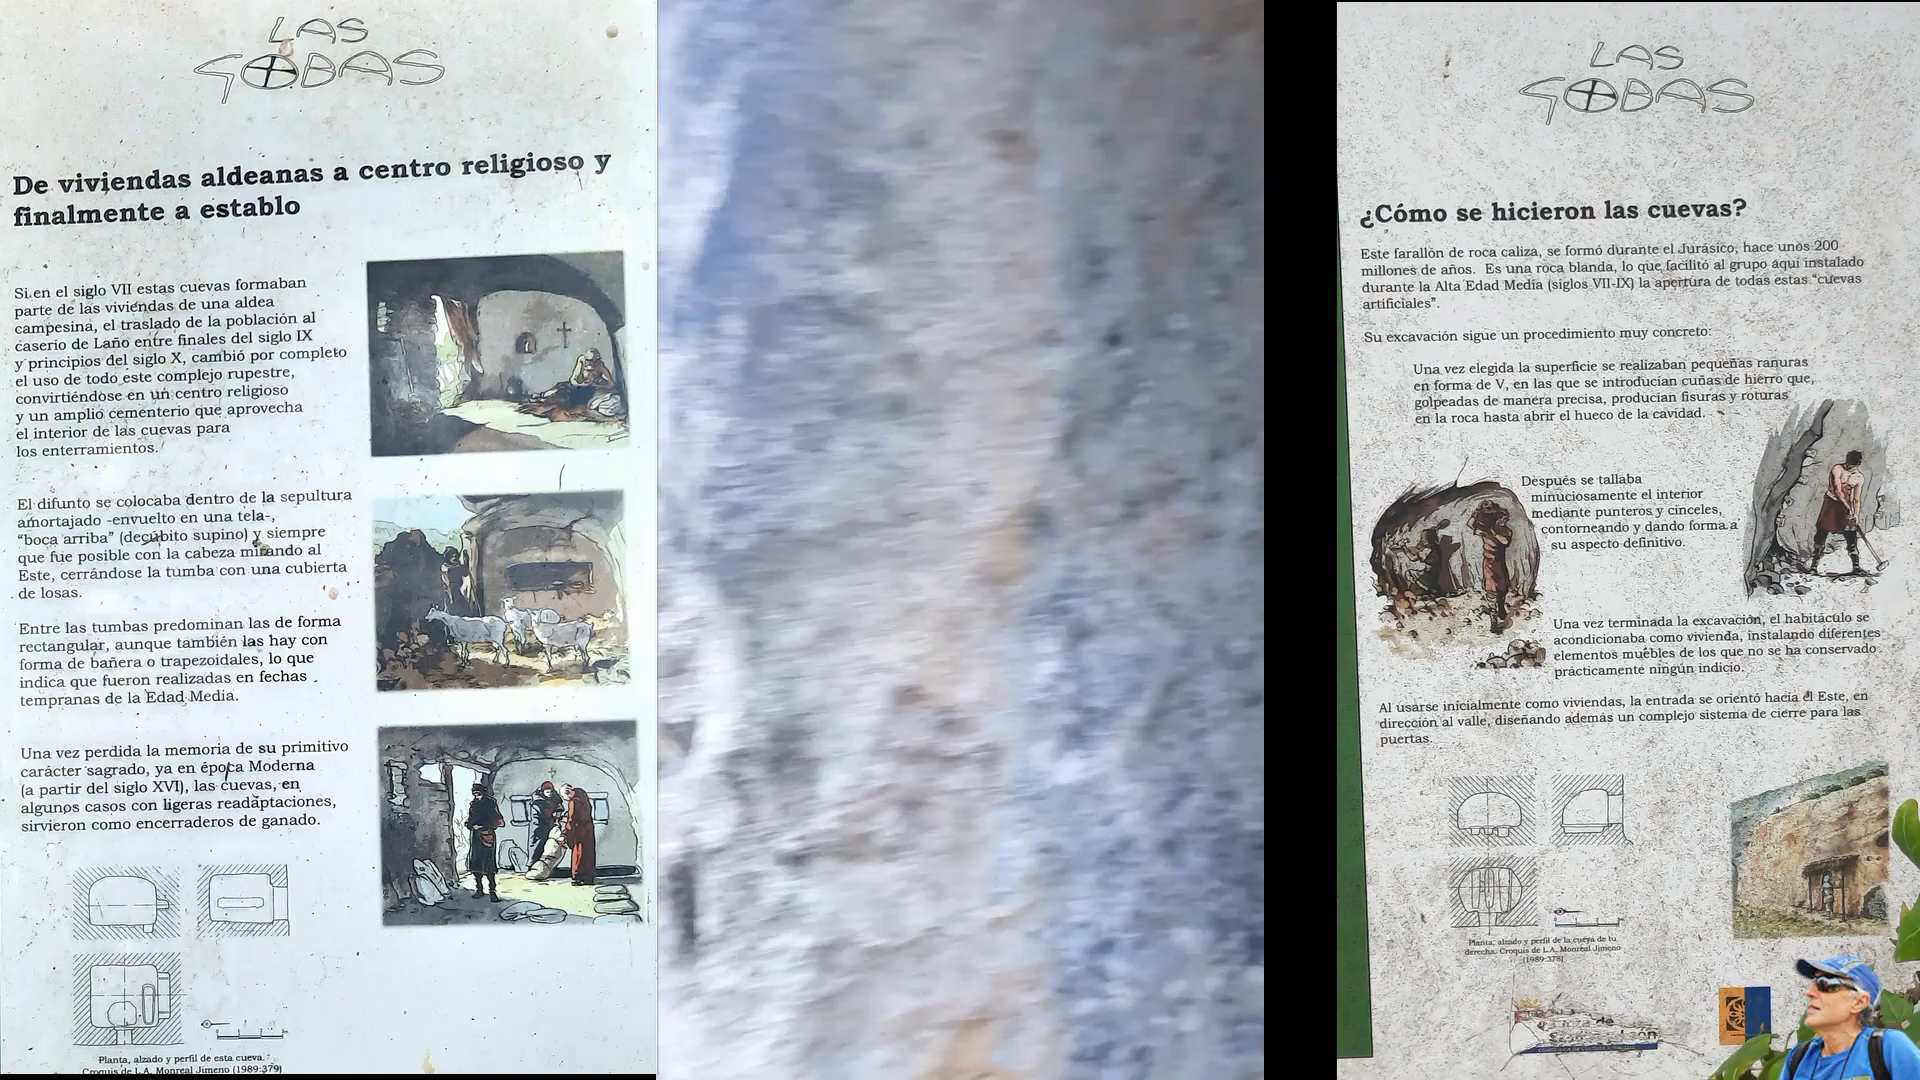 LAS
GOBAS
De viviendas aldeanas a centro religioso y
finalmente a establo
Si en el siglo VII estas cuevas formaban
parte de las viviendas de una aldea
campesina, el traslado de la población al
caserio de Laño entre finales del siglo IX
y principios del siglo X, cambió por completo
el uso de todo este complejo rupestre,
convirtiéndose en un centro religioso
y un amplio cementerio que aprovecha
el interior de las cuevas para
los enterramientos.
El difunto se colocaba dentro de la sepultura
amortajado -envuelto en una tela-,
"boca arriba" (decúbito supino) y siempre
que fue posible con la cabeza mirando al
Este, cerrándose la tumba con una cubierta
de losas.
Entre las tumbas predominan las de forma
rectangular, aunque también las hay con
forma de bañera o trapezoidales, lo que
indica que fueron realizadas en fechas
tempranas de la Edad Media.
Una vez perdida la memoria de su primitivo
carácter sagrado, ya en época Moderna
(a partir del siglo XVI), las cuevas, en
algunos casos con ligeras readaptaciones,
sirvieron como encerraderos de ganado.
Planta, alzado y perfil de esta cueva.
Croquis de L.A. Monreal Jimeno (1989:379)
LAS
GOBAS
¿Cómo se hicieron las cuevas?
Este farallón de roca caliza, se formó durante el Jurásico, hace unos 200
millones de años. Es una roca blanda, lo que facilitó al grupo aquí instalado
durante la Alta Edad Media (siglos VII-IX) la apertura de todas estas "cuevas
artificiales".
Su excavación sigue un procedimiento muy concreto:
Una vez elegida la superficie se realizaban pequeñas ranuras
en forma de V, en las que se introducían cuñas de hierro que,
golpeadas de manera precisa, producían fisuras y roturas
en la roca hasta abrir el hueco de la cavidad.
Después se tallaba
minuciosamente el interior
mediante punteros y cinceles,
contorneando y dando forma a
su aspecto definitivo.
Una vez terminada la excavación, el habitáculo se
acondicionaba como vivienda, instalando diferentes
elementos muebles de los que no se ha conservado
prácticamente ningún indicio.
Al usarse inicialmente como viviendas, la entrada se orientó hacia el Este, en
dirección al valle, diseñando además un complejo sistema de cierre para las
puertas.
Planta, alzado y perfil de la cueva de tu
derecha. Croquis de L.A. Monreal Jimeno
(1989:378)